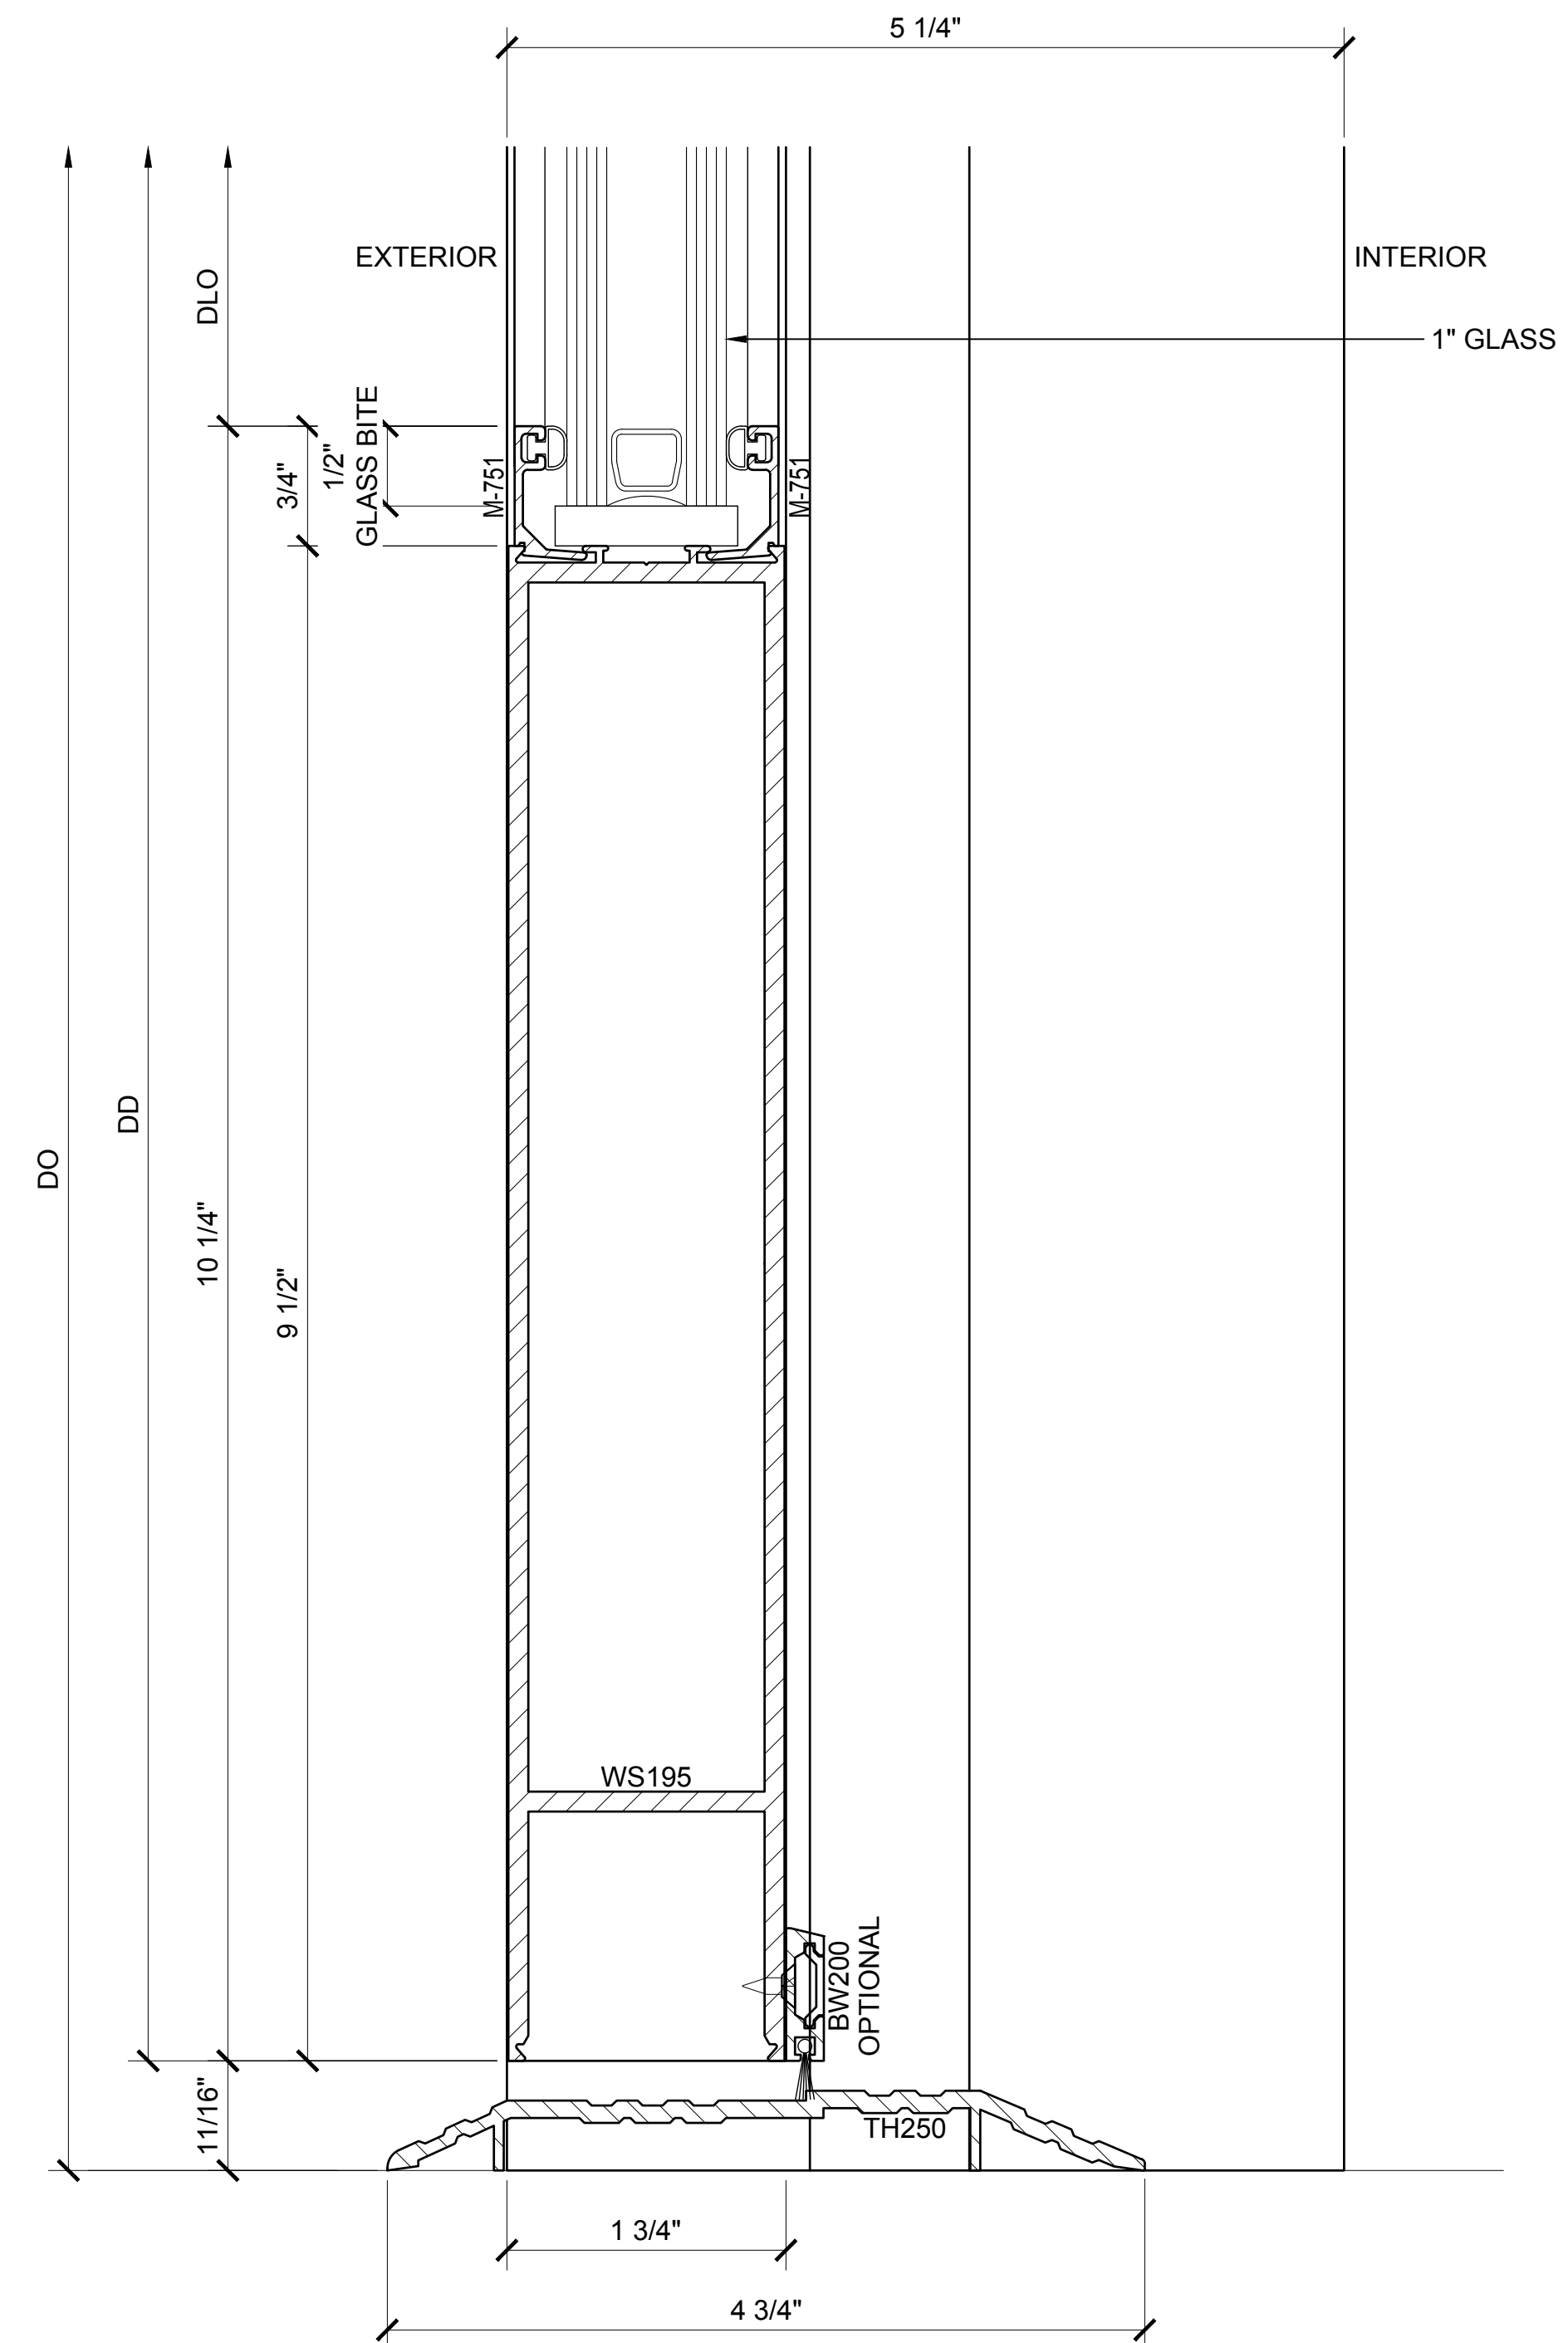 5 1/4"
EXTERIOR
INTERIOR
DLO
1" GLASS
3/4"
1/2"
GLASS BITE
M-751
M-751
DO
DD
10 1/4"
9 1/2"
WS195
BW200
OPTIONAL
11/16"
TH250
1 3/4"
4 3/4"